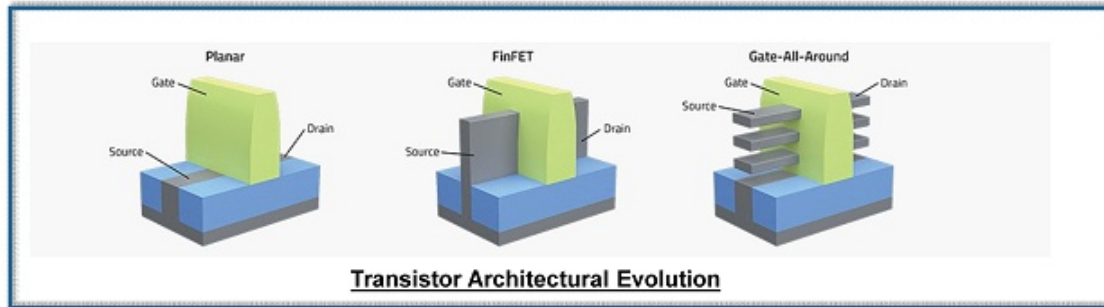 Planar
Gate
Source
Drain
FinFET
Gate
Source
Drain
Gate-All-Around
Gate
Source
Drain
Transistor Architectural Evolution